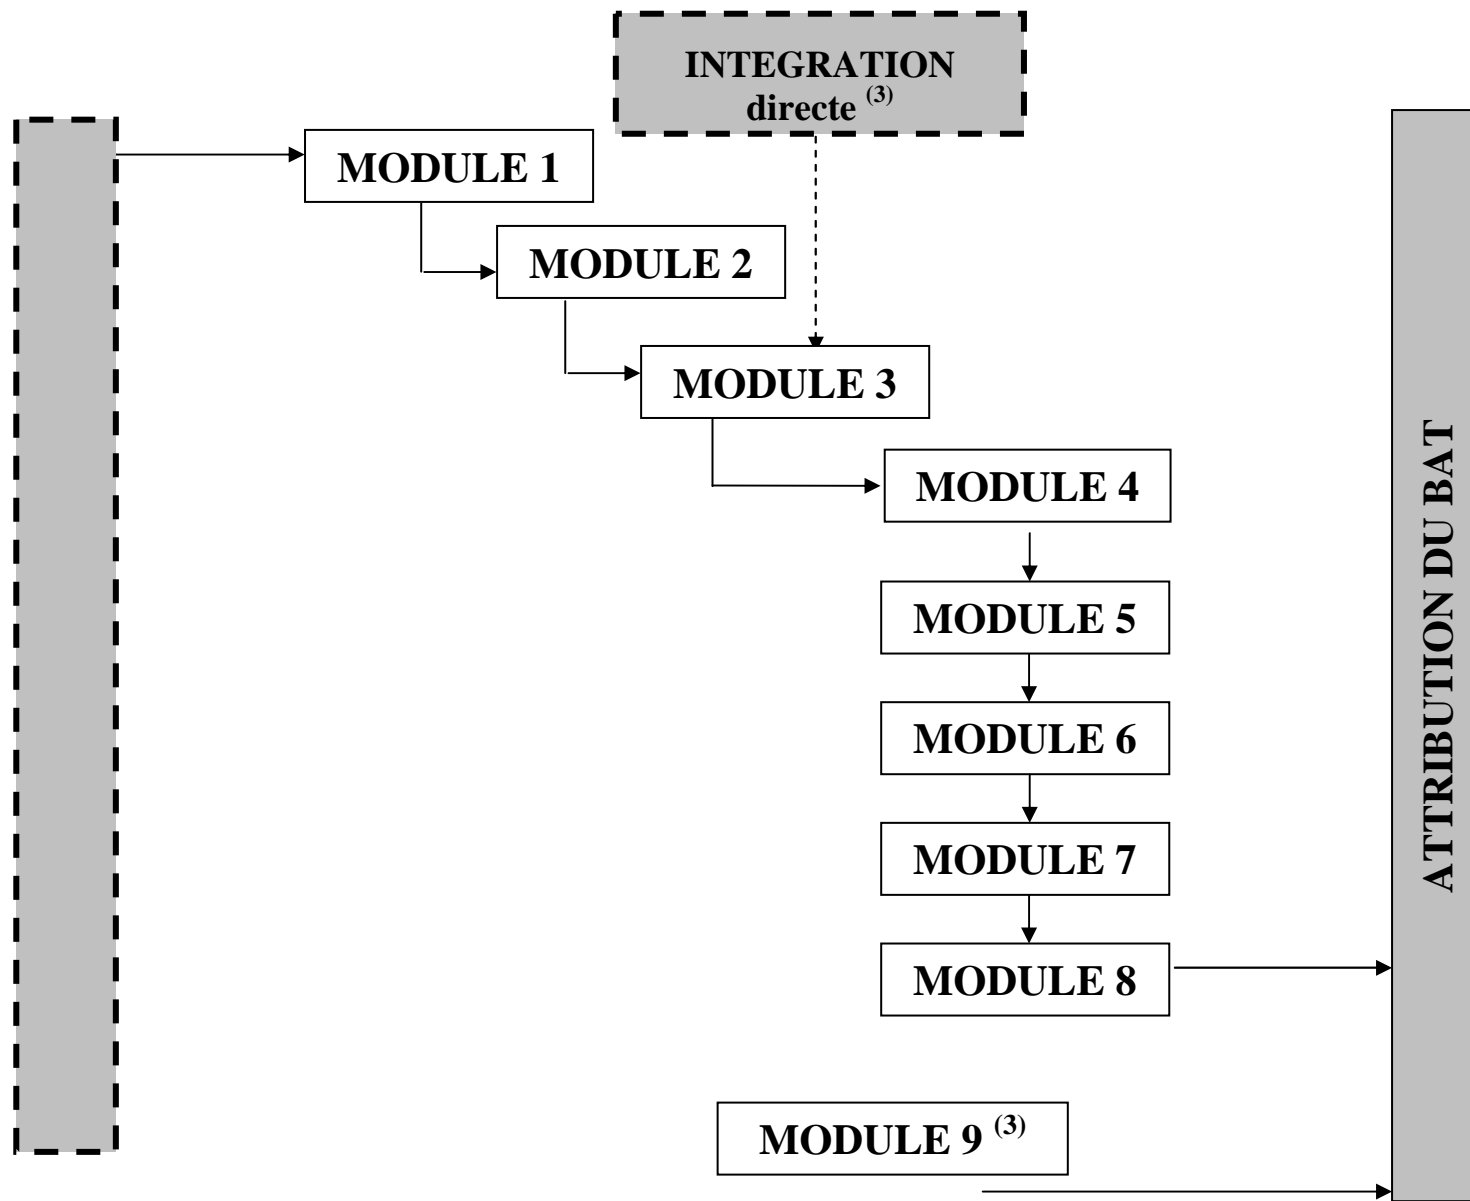 INTEGRATION
directe (3)
MODULE 1
MODULE 2
MODULE 3
MODULE 4
MODULE 5
MODULE 6
MODULE 7
MODULE 8
MODULE 9 (3)
ATTRIBUTION DU BAT